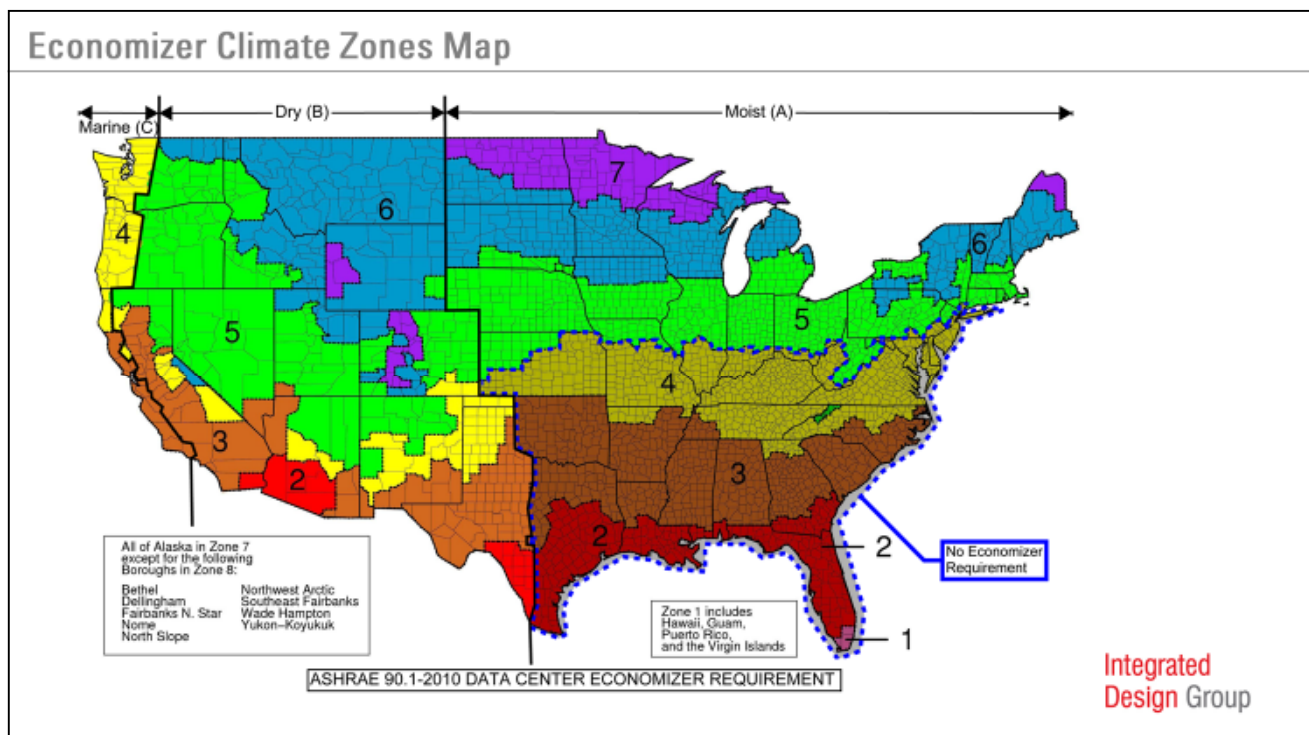 Economizer Climate Zones Map
Marine (C)
Dry (B)
Moist (A)
7
6
6
4
5
5
4
3
3
2
2
2
1
No Economizer
Requirement
All of Alaska in Zone 7
except for the following
Boroughs in Zone 8:
Bethel
Dellingham
Fairbanks N. Star
Nome
North Slope
Northwest Arctic
Southeast Fairbanks
Wade Hampton
Yukon–Koyukuk
Zone 1 includes
Hawaii, Guam,
Puerto Rico,
and the Virgin Islands
ASHRAE 90.1-2010 DATA CENTER ECONOMIZER REQUIREMENT
Integrated
Design Group